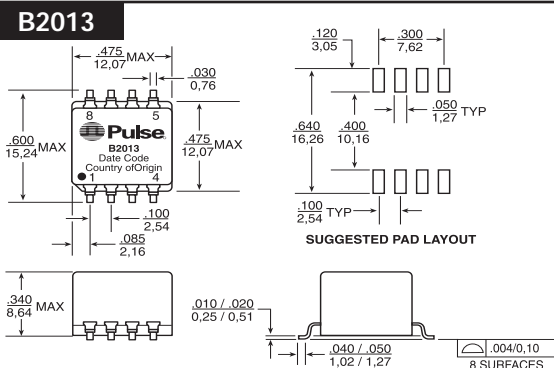 B2013
.475 MAX
12,07
.030
0,76
8 5
.600 MAX
15,24
Pulse
B2013
Date Code
Country ofOrigin
1 4
.475 MAX
12,07
.100
2,54
.085
2,16
.120
3,05
.300
7,62
.050 TYP
1,27
.640
16,26
.400
10,16
.100 TYP
2,54
SUGGESTED PAD LAYOUT
.340 MAX
8,64
.010 / .020
0,25 / 0,51
.040 / .050
1,02 / 1,27
.004/0,10
8 SURFACES